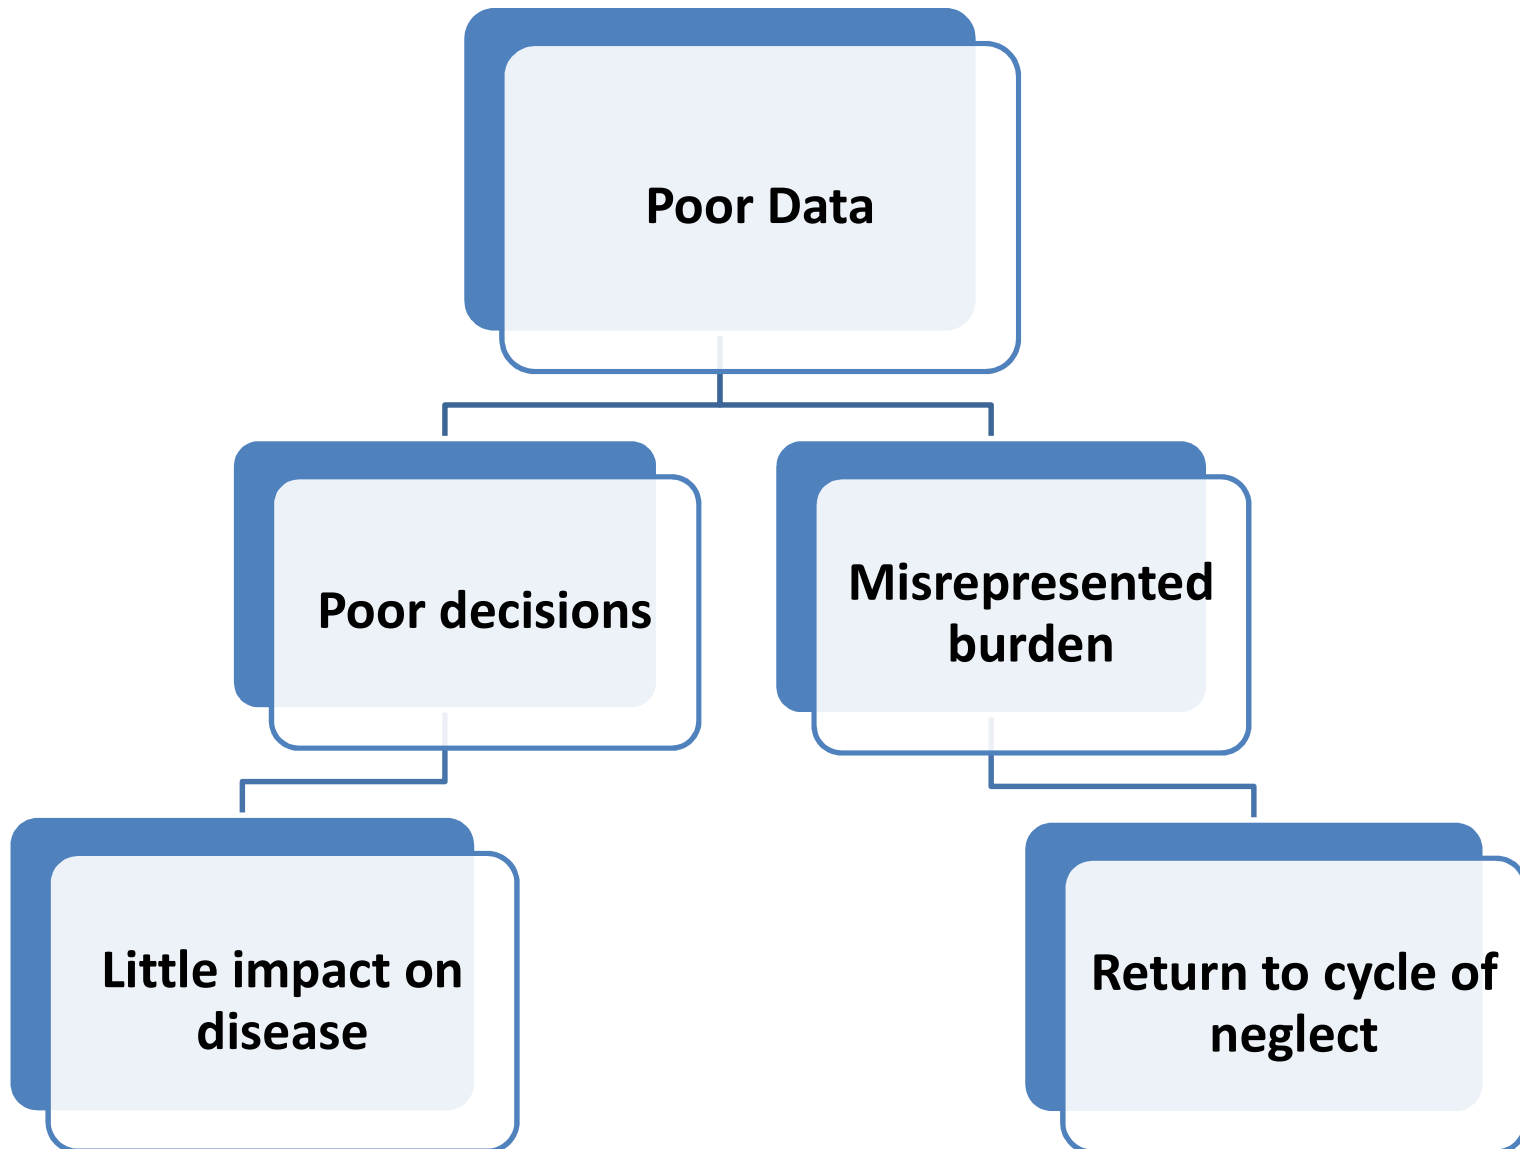 Poor Data
Poor decisions
Misrepresented
burden
Little impact on
disease
Return to cycle of
neglect